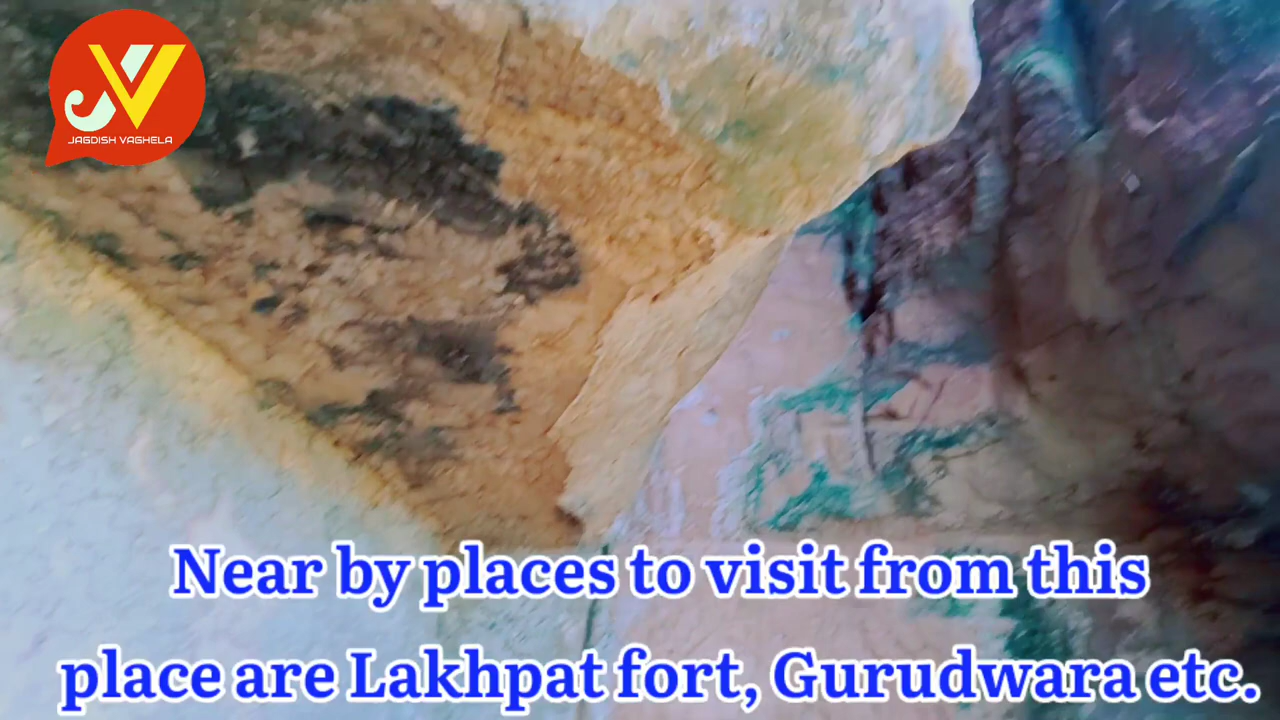 JAGDISH VAGHELA
Near by places to visit from this
place are Lakhpat fort, Gurudwara etc.